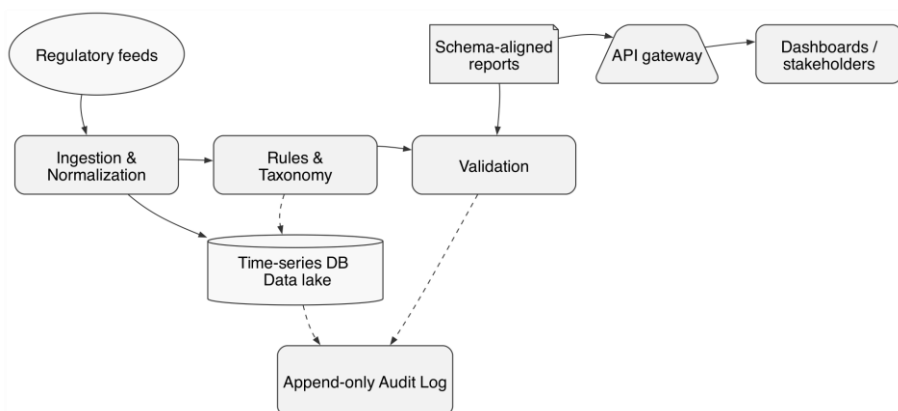 Regulatory feeds
Schema-aligned
reports
API gateway
Dashboards /
stakeholders
Ingestion &
Normalization
Rules &
Taxonomy
Validation
Time-series DB
Data lake
Append-only Audit Log